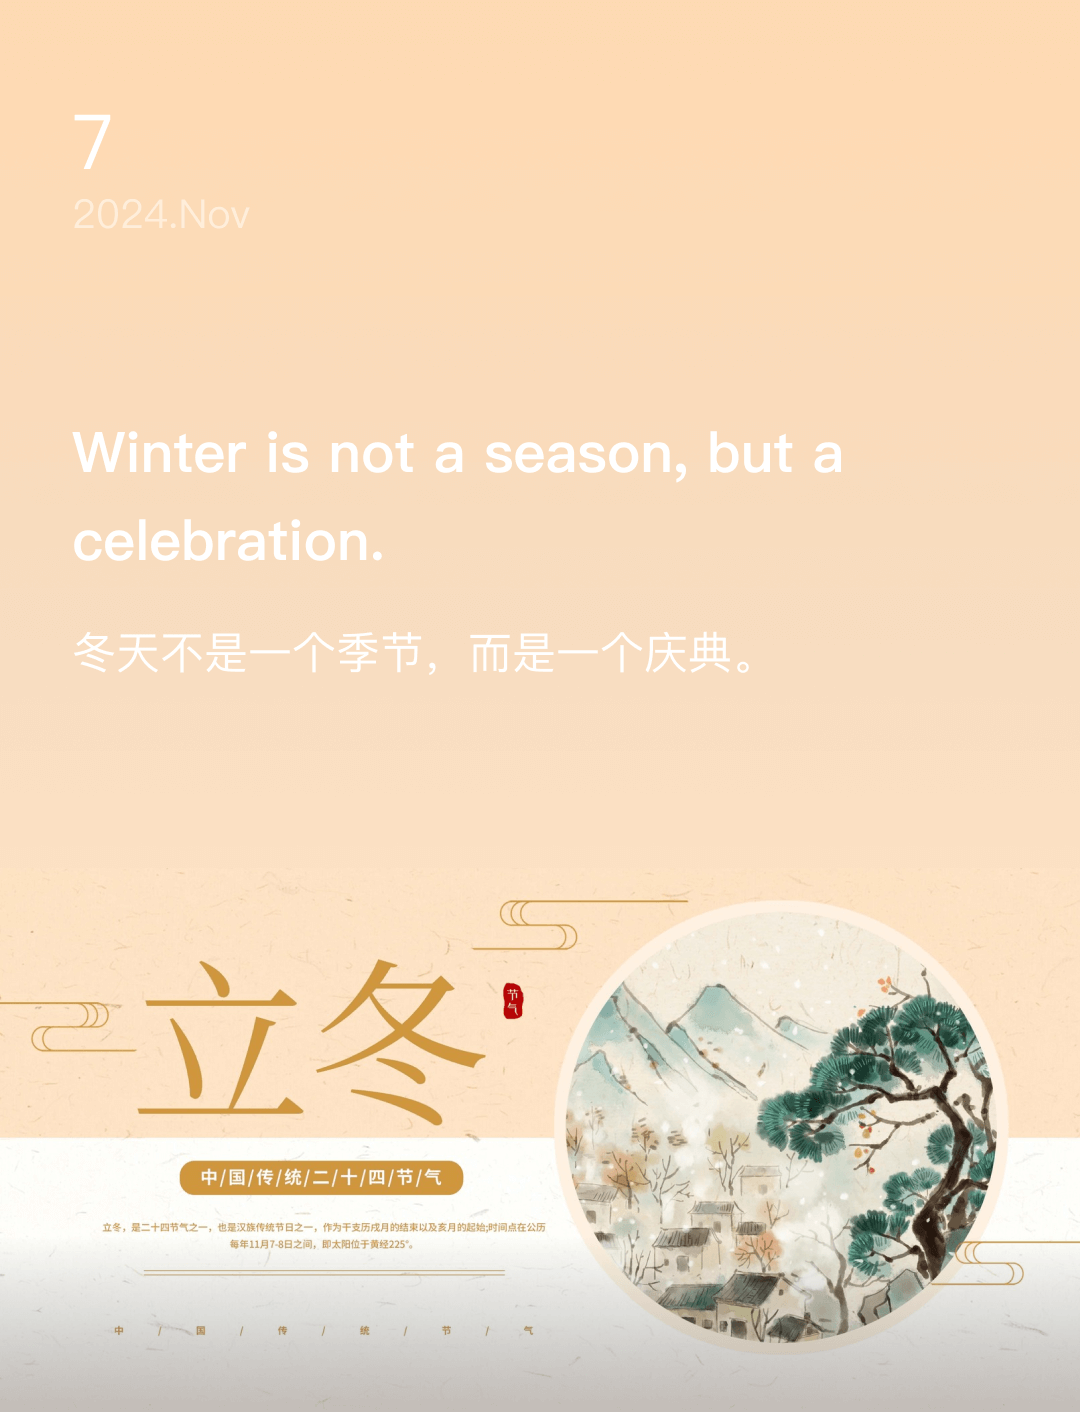 7
2024.Nov
Winter is not a season, but a
celebration.
冬天不是一个季节，而是一个庆典。
立冬
节气
中/国/传/统/二/十/四/节/气
立冬，是二十四节气之一，也是汉族传统节日之一，作为干支历戌月的结束以及亥月的起始;时间点在公历
每年11月7-8日之间，即太阳位于黄经225°。
中 / 国 / 传 / 统 / 节 / 气